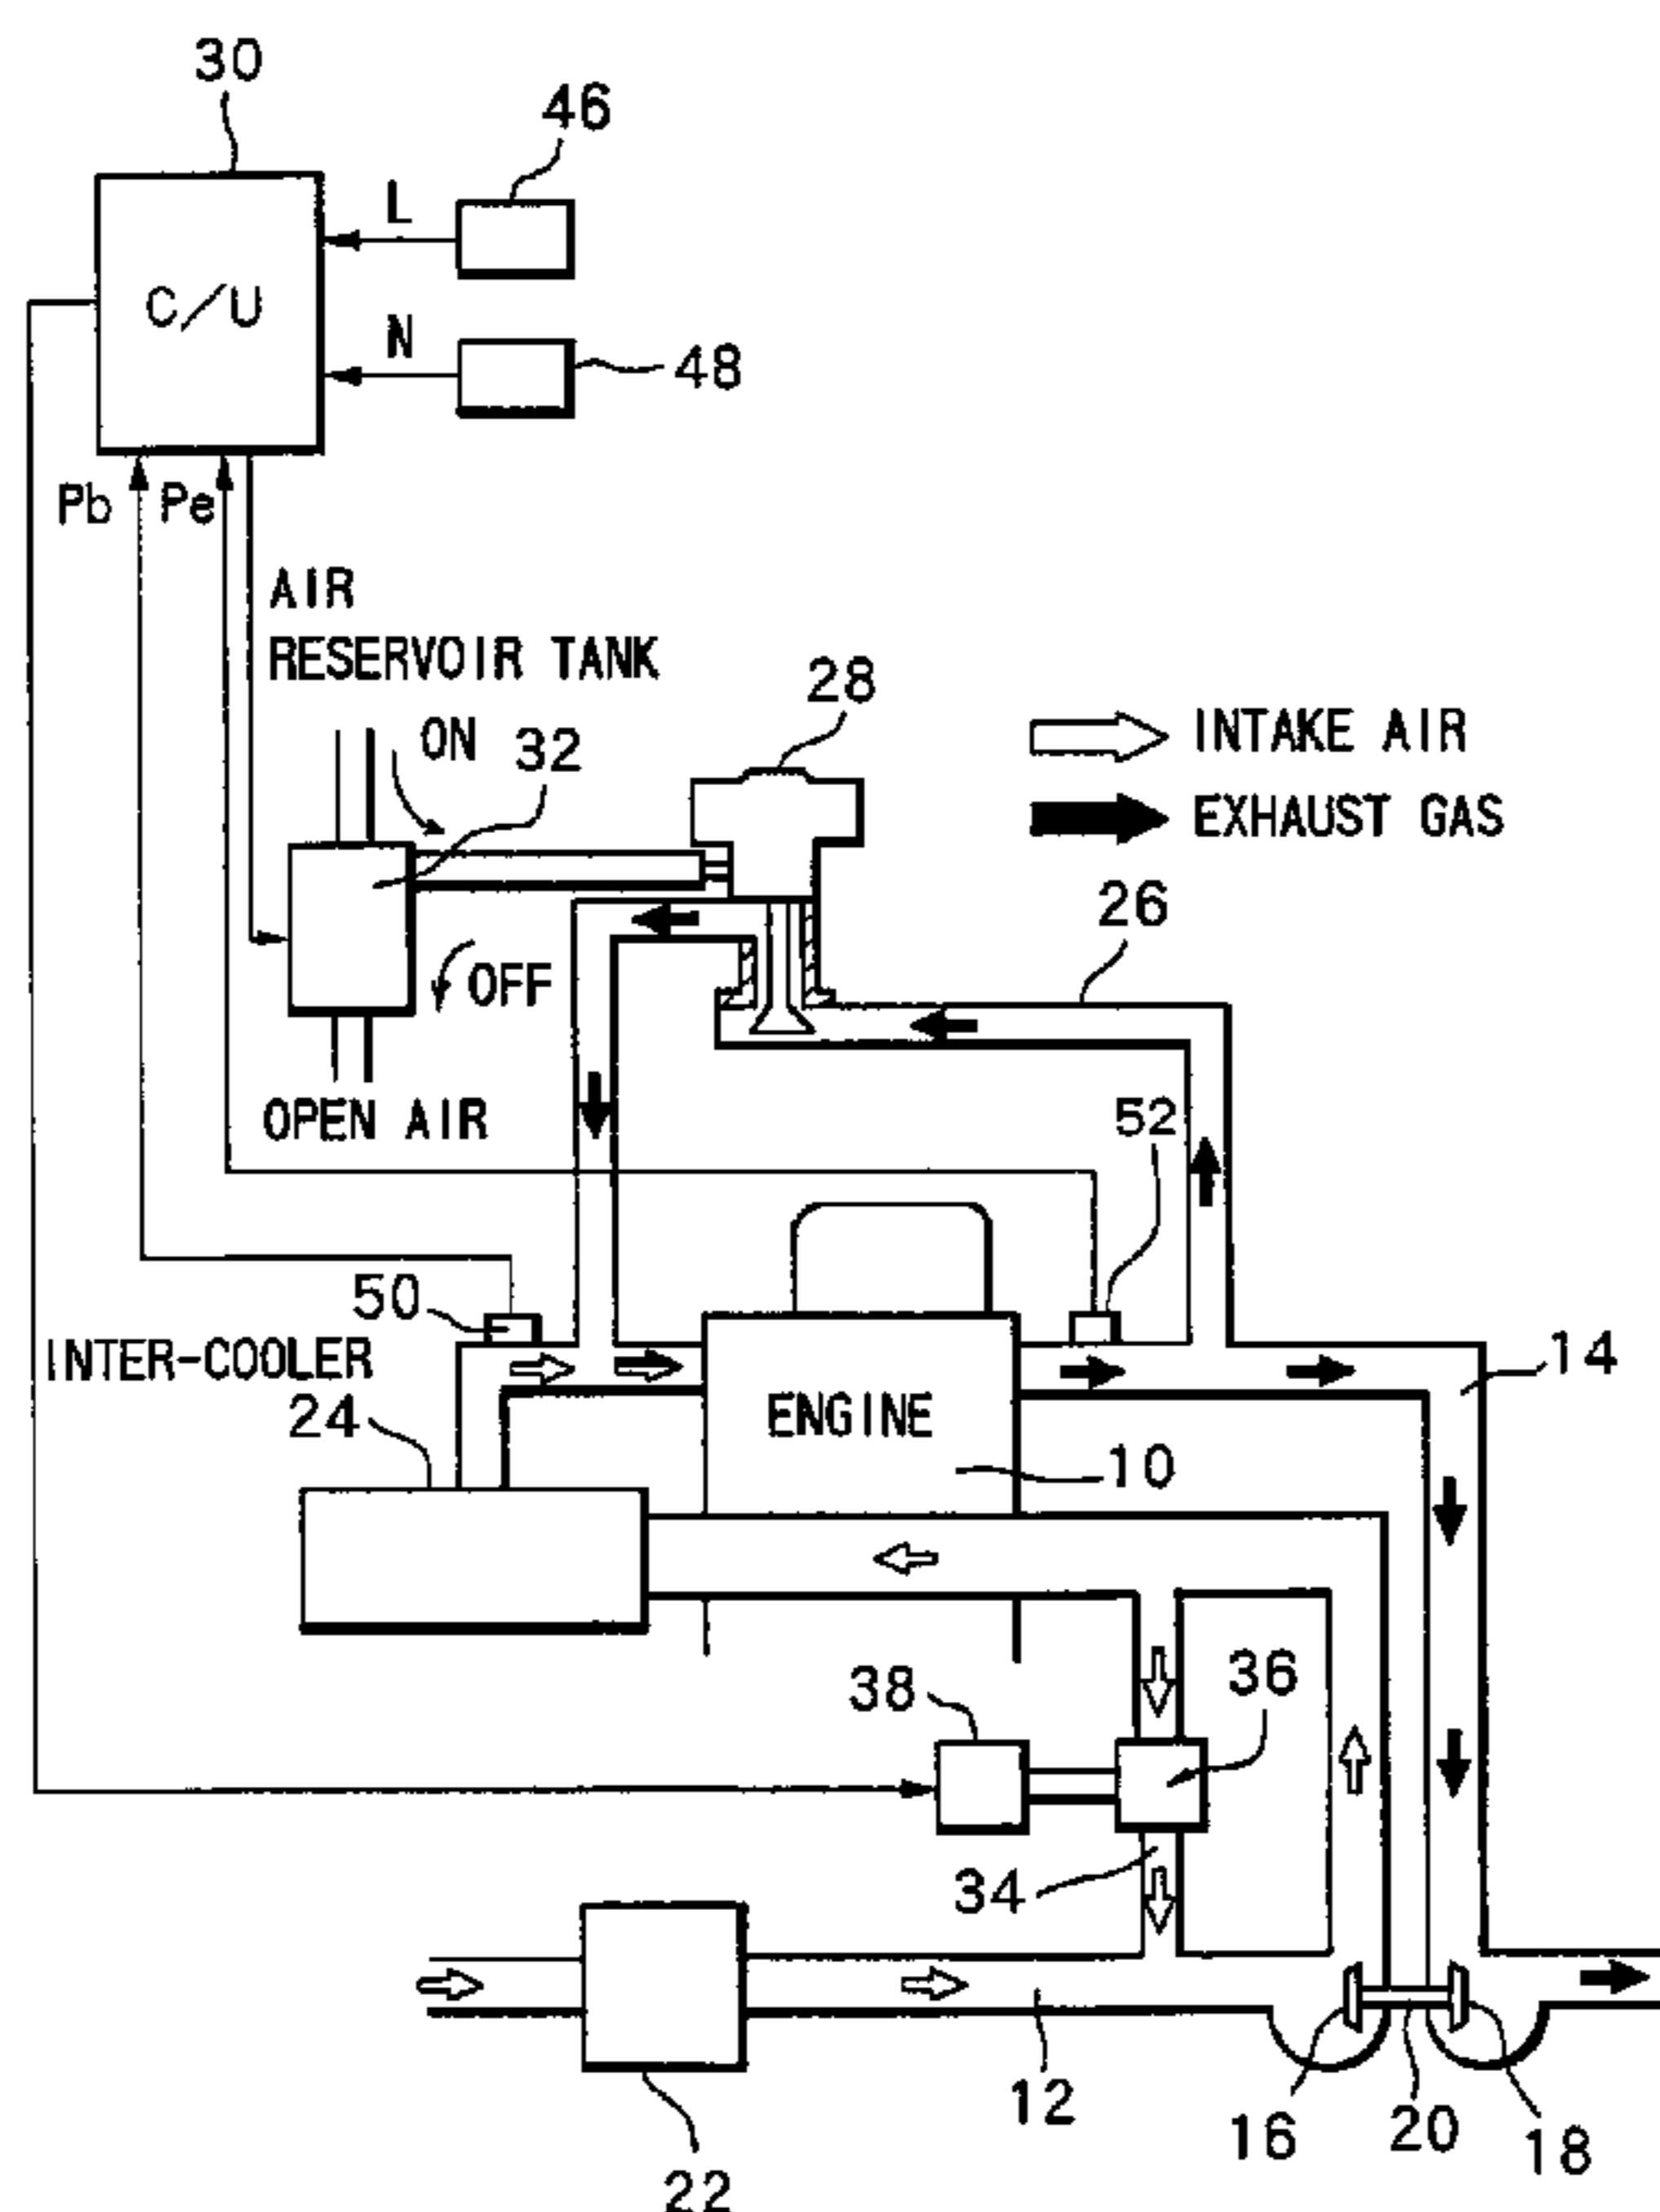 30
46
L
C/U
N
48
Pb
Pe
AIR
RESERVOIR TANK
28
ON
32
INTAKE AIR
EXHAUST GAS
26
OFF
OPEN AIR
52
50
INTER-COOLER
14
24
ENGINE
10
38
36
34
12
16
20
18
22